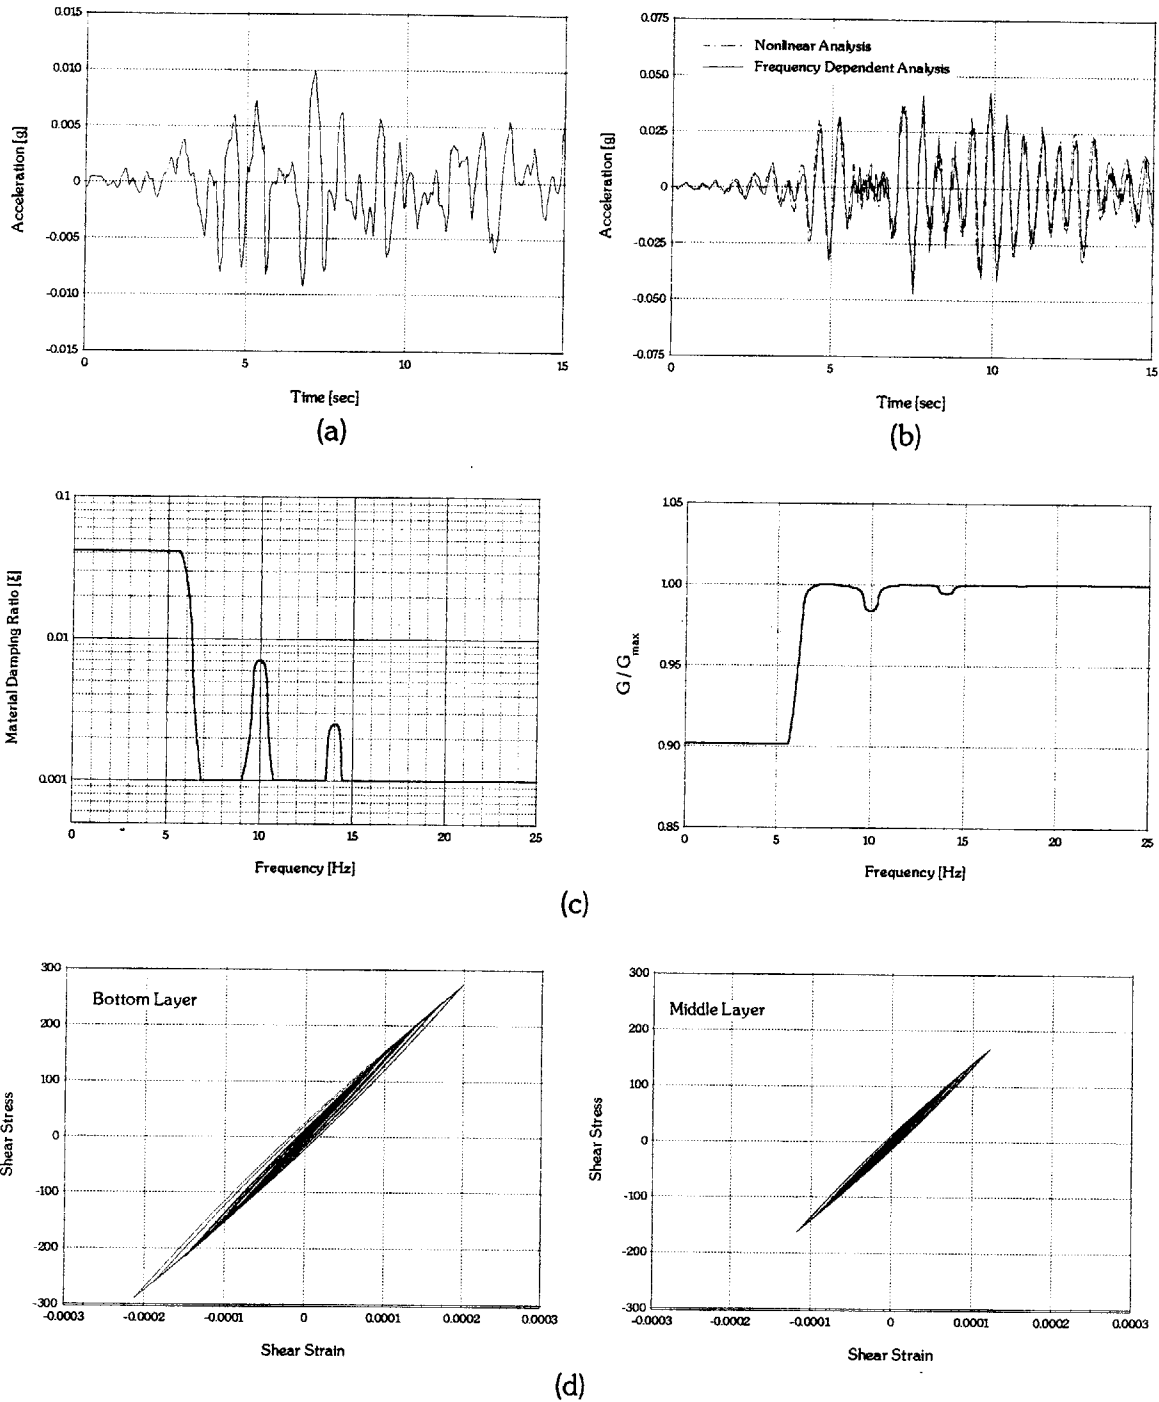 0.015
0.010
0.005
0
-0.005
-0.010
-0.015
Acceleration [g]
0 5 10 15
Time [sec]
(a)
0.075
0.050
0.025
0
-0.025
-0.050
-0.075
Acceleration [g]
Nonlinear Analysis
Frequency Dependent Analysis
0 5 10 15
Time [sec]
(b)
0.1
0.01
0.001
Material Damping Ratio [ξ]
0 5 10 15 20 25
Frequency [Hz]
1.05
1.00
0.95
0.90
0.85
G / Gmax
0 5 10 15 20 25
Frequency [Hz]
(c)
300
200
100
0
-100
-200
-300
Shear Stress
Bottom Layer
-0.0003 -0.0002 -0.0001 0 0.0001 0.0002 0.0003
Shear Strain
300
200
100
0
-100
-200
-300
Shear Stress
Middle Layer
-0.0003 -0.0002 -0.0001 0 0.0001 0.0002 0.0003
Shear Strain
(d)